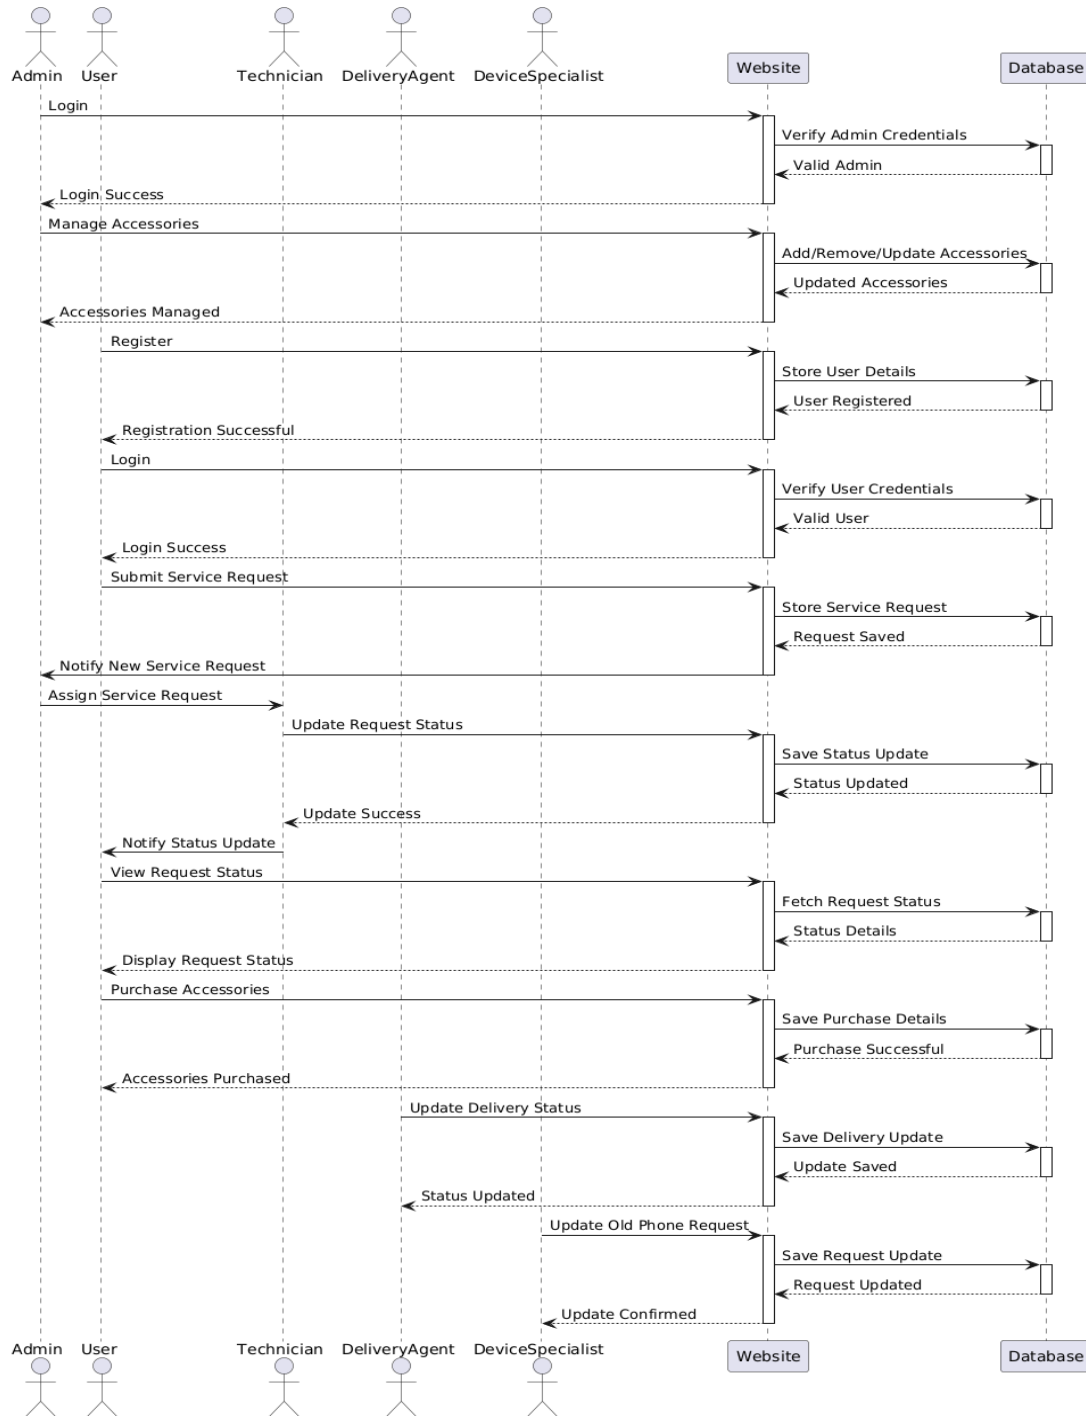 Admin User Technician DeliveryAgent DeviceSpecialist Website Database
Login
Verify Admin Credentials
Valid Admin
Login Success
Manage Accessories
Add/Remove/Update Accessories
Updated Accessories
Accessories Managed
Register
Store User Details
User Registered
Registration Successful
Login
Verify User Credentials
Valid User
Login Success
Submit Service Request
Store Service Request
Request Saved
Notify New Service Request
Assign Service Request
Update Request Status
Save Status Update
Status Updated
Update Success
Notify Status Update
View Request Status
Fetch Request Status
Status Details
Display Request Status
Purchase Accessories
Save Purchase Details
Purchase Successful
Accessories Purchased
Update Delivery Status
Save Delivery Update
Update Saved
Status Updated
Update Old Phone Request
Save Request Update
Request Updated
Update Confirmed
Admin User Technician DeliveryAgent DeviceSpecialist Website Database